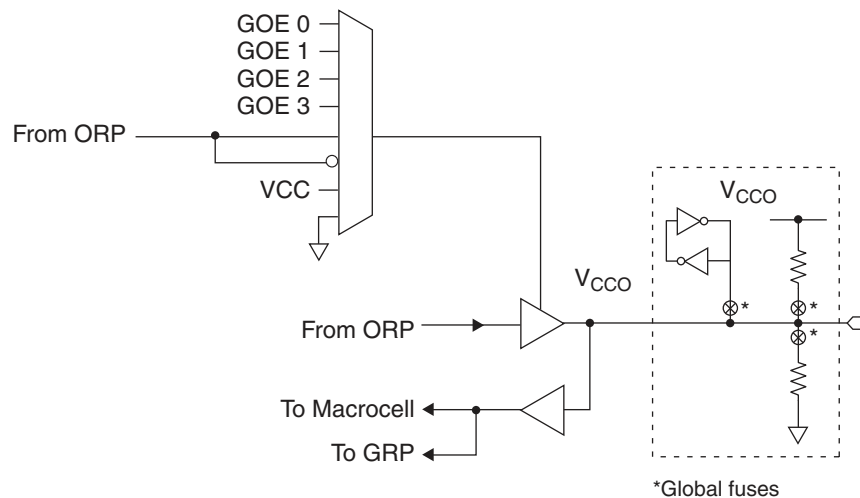 GOE 0
GOE 1
GOE 2
GOE 3
From ORP
VCC
VCCO
VCCO
*
*
*
From ORP
To Macrocell
To GRP
*Global fuses